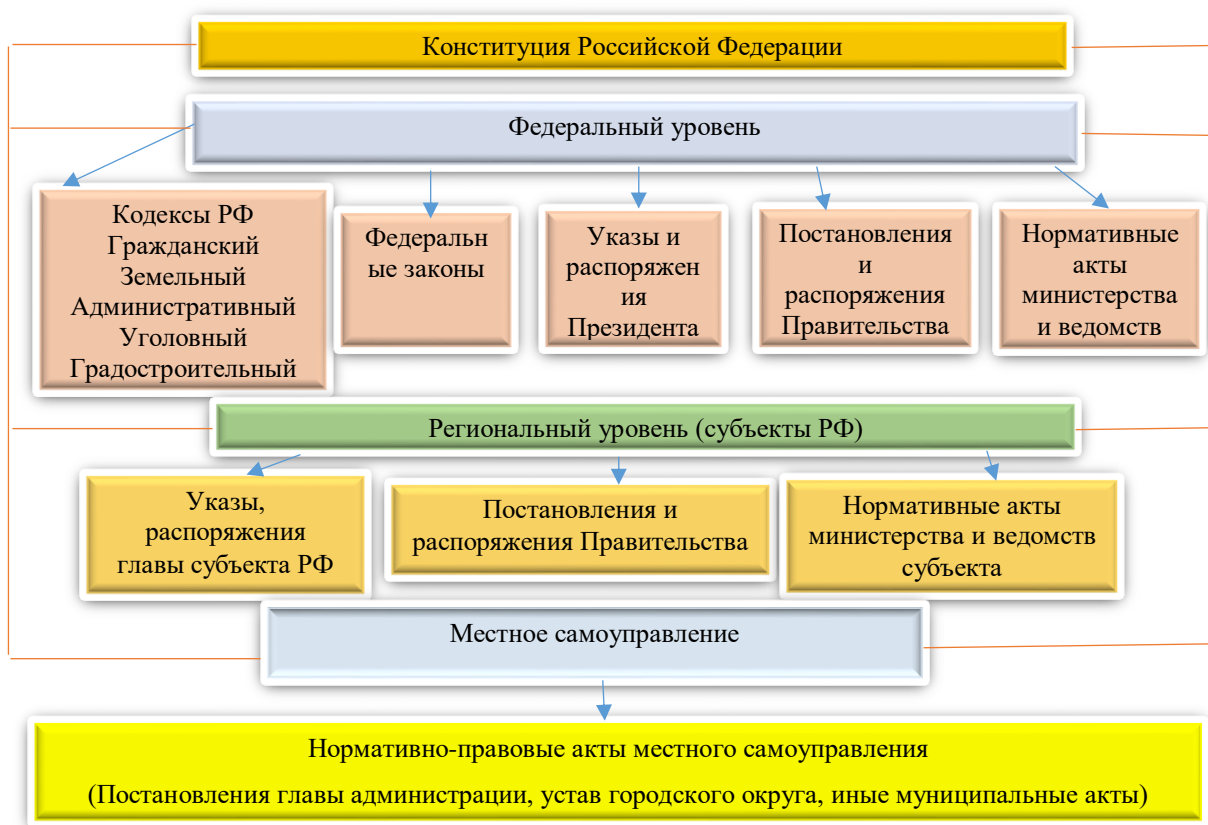 Конституция Российской Федерации
Федеральный уровень
Кодексы РФ
Гражданский
Земельный
Административный
Уголовный
Градостроительный
Федеральн
ые законы
Указы и
распоряжен
ия
Президента
Постановления
и
распоряжения
Правительства
Нормативные
акты
министерства
и ведомств
Региональный уровень (субъекты РФ)
Указы,
распоряжения
главы субъекта РФ
Постановления и
распоряжения Правительства
Нормативные акты
министерства и ведомств
субъекта
Местное самоуправление
Нормативно-правовые акты местного самоуправления
(Постановления главы администрации, устав городского округа, иные муниципальные акты)